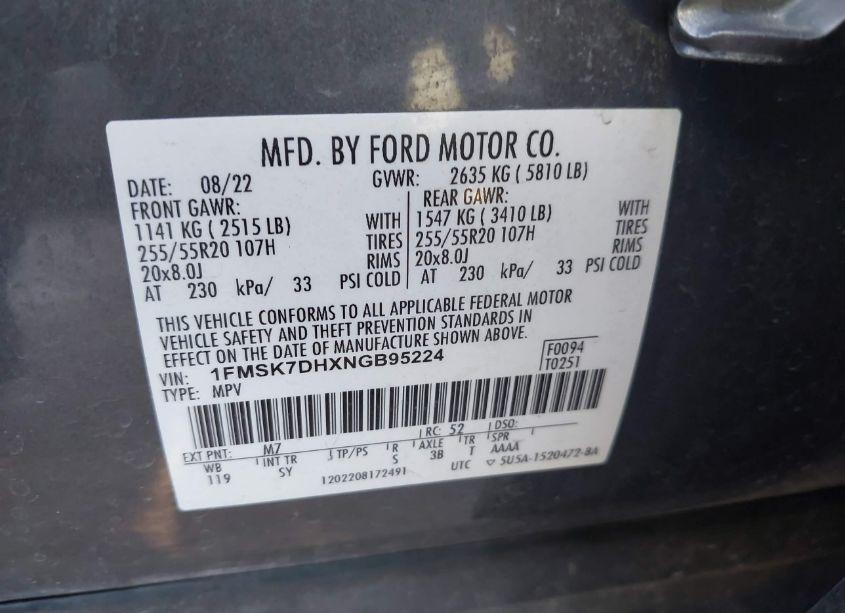 MFD. BY FORD MOTOR CO.
DATE: 08/22 GVWR: 2635 KG ( 5810 LB)
FRONT GAWR: REAR GAWR:
1141 KG ( 2515 LB) WITH 1547 KG ( 3410 LB) WITH
255/55R20 107H TIRES 255/55R20 107H TIRES
20x8.0J RIMS 20x8.0J RIMS
AT 230 kPa/ 33 PSI COLD AT 230 kPa/ 33 PSI COLD
THIS VEHICLE CONFORMS TO ALL APPLICABLE FEDERAL MOTOR
VEHICLE SAFETY AND THEFT PREVENTION STANDARDS IN
EFFECT ON THE DATE OF MANUFACTURE SHOWN ABOVE.
VIN: 1FMSK7DHXNGB95224 F0094
TYPE: MPV T0251
EXT PNT: M7 RC: 52 DSO:
WB INT TR TP/PS R AXLE TR SPR
119 SY S 3B T AAAA
1202208172491 UTC 5U5A-1520472-BA